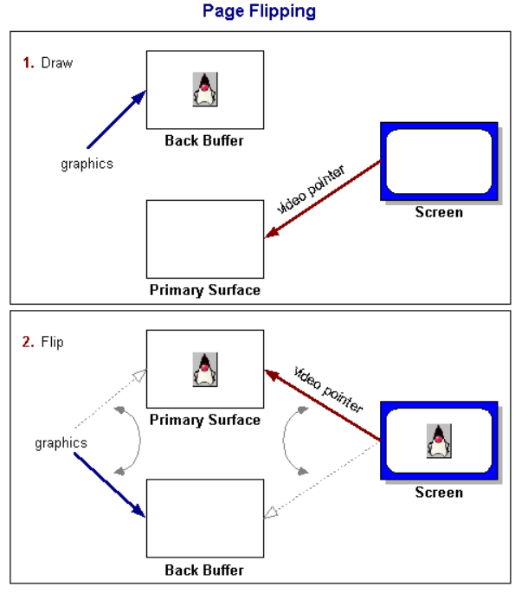 Page Flipping
1. Draw
graphics
Back Buffer
video pointer
Screen
Primary Surface
2. Flip
video pointer
Primary Surface
graphics
Screen
Back Buffer